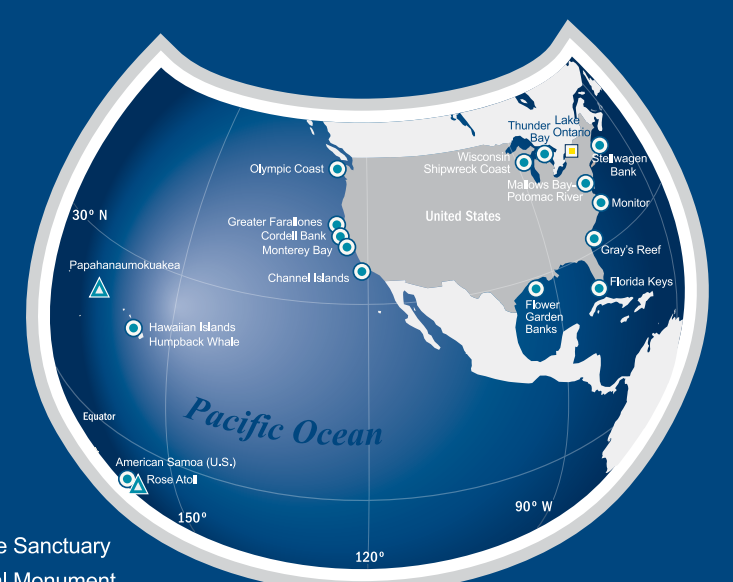 Thunder
Bay
Lake
Ontario
Wisconsin
Shipwreck Coast
Stellwagen
Bank
Olympic Coast
Mallows Bay-
Potomac River
Monitor
30° N
Greater Farallones
Cordell Bank
Monterey Bay
United States
Gray's Reef
Papahanaumokuakea
Channel Islands
Florida Keys
Flower
Garden
Banks
Hawaiian Islands
Humpback Whale
Equator
Pacific Ocean
American Samoa (U.S.)
Rose Atoll
150°
90° W
120°
e Sanctuary
al Monument